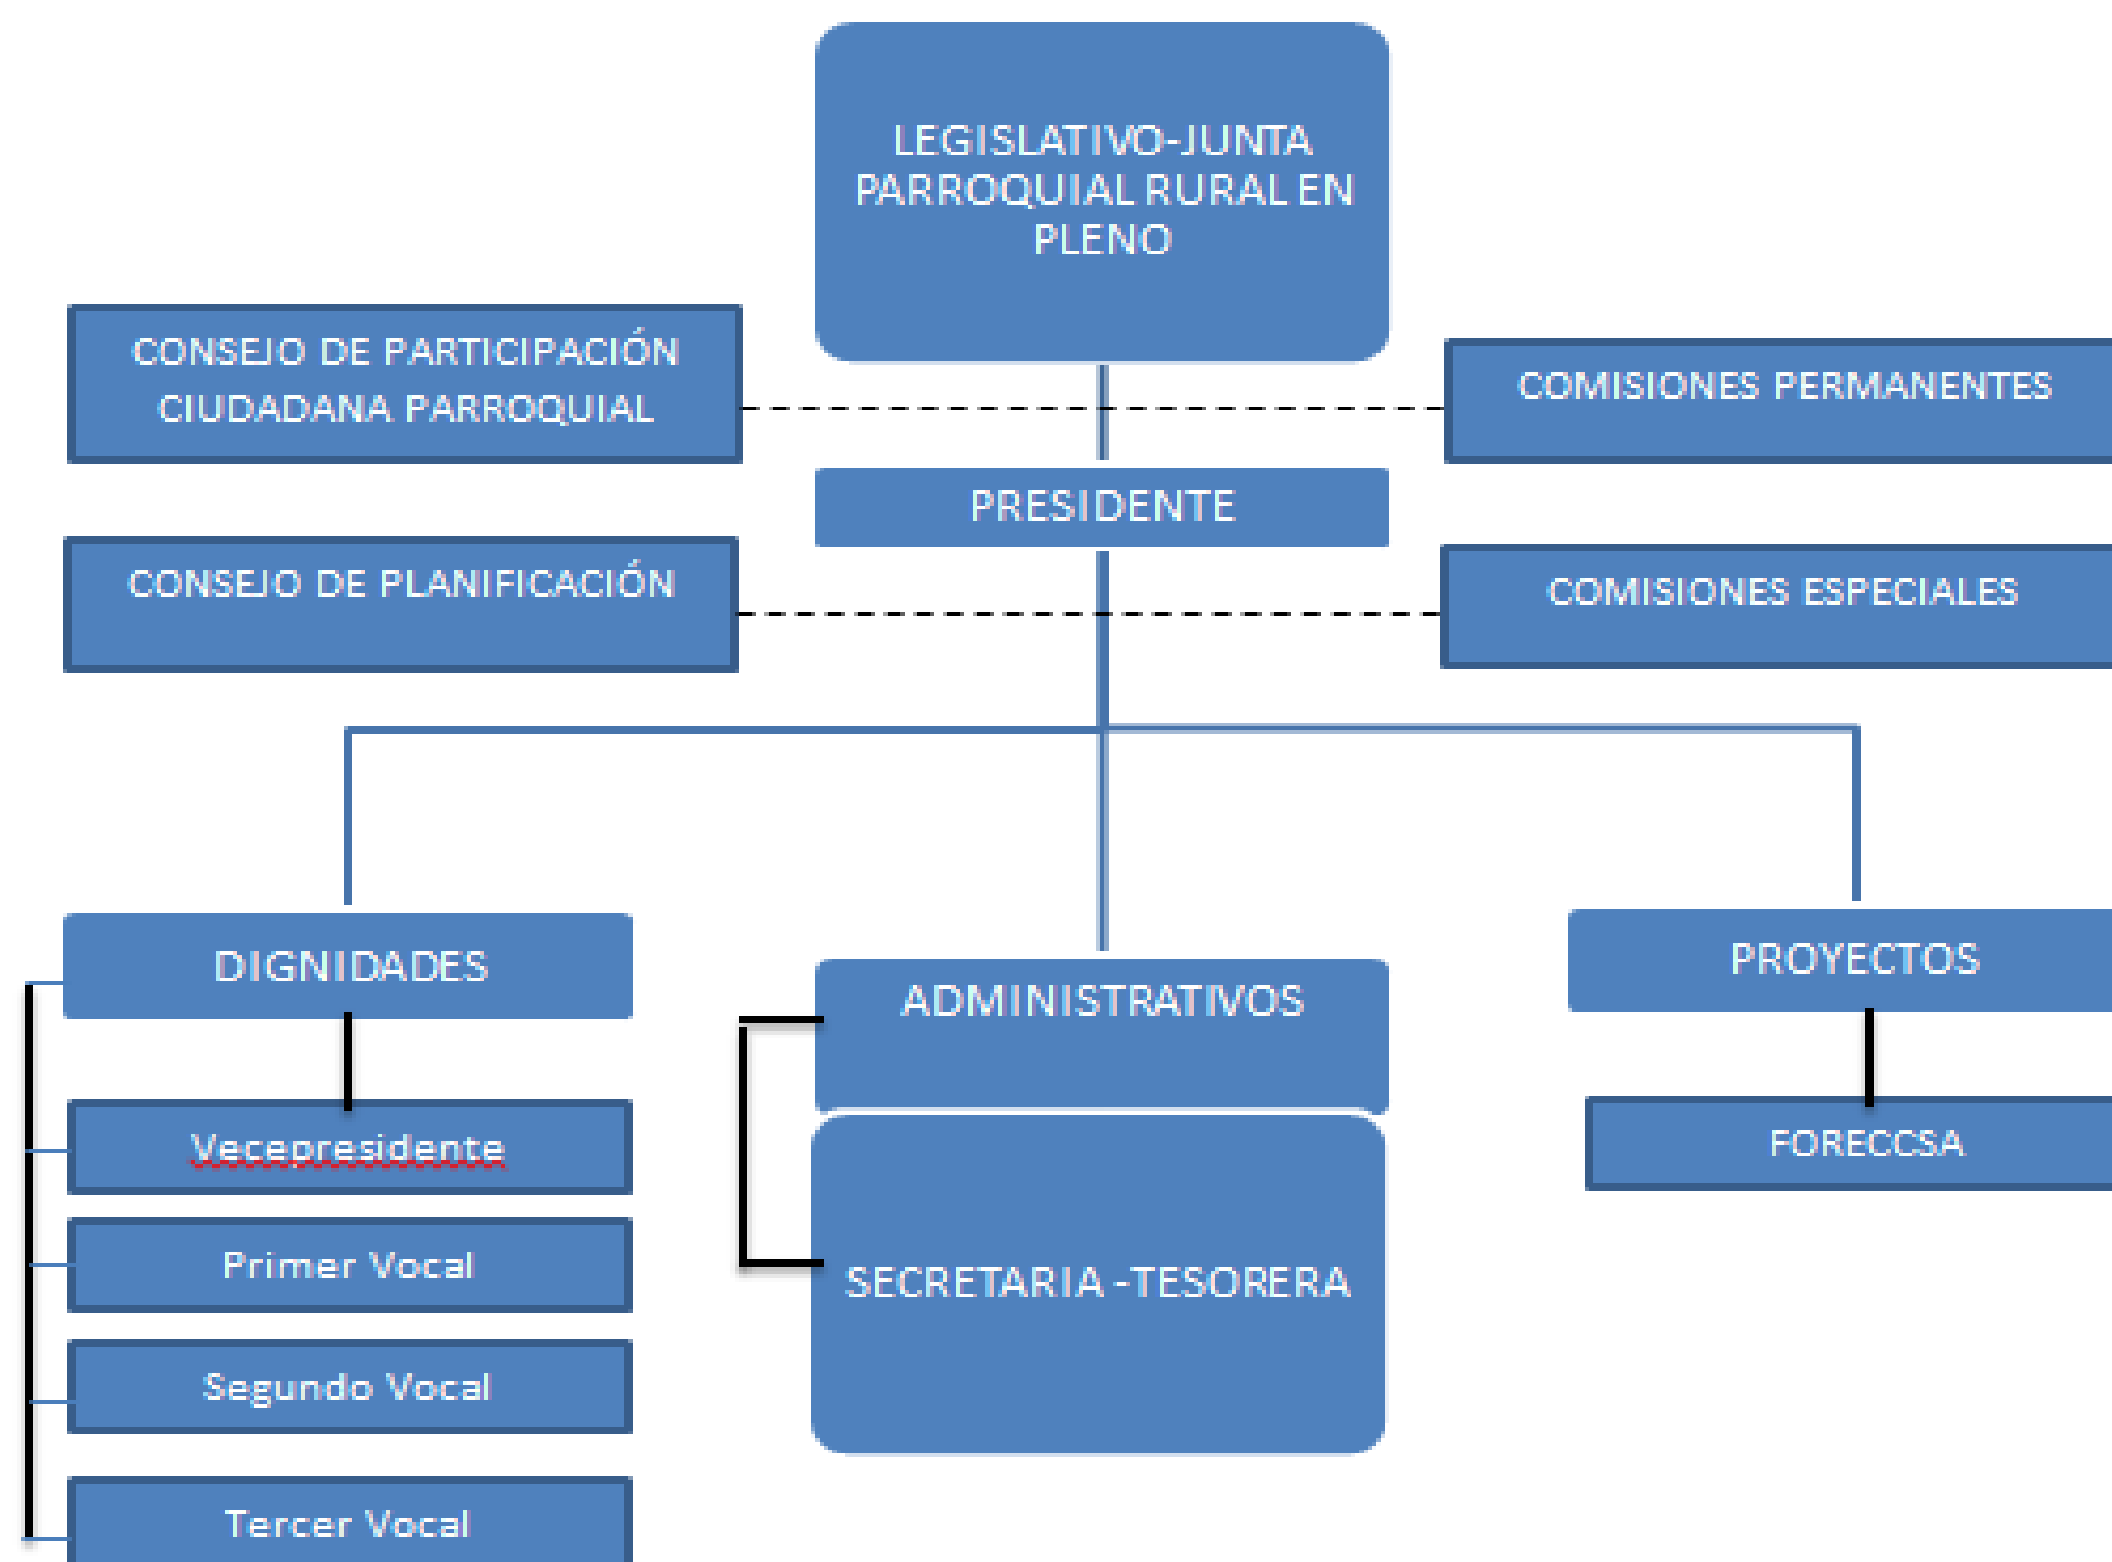 LEGISLATIVO-JUNTA
PARROQUIAL RURAL EN
PLENO
CONSEJO DE PARTICIPACIÓN
CIUDADANA PARROQUIAL
COMISIONES PERMANENTES
PRESIDENTE
CONSEJO DE PLANIFICACIÓN
COMISIONES ESPECIALES
DIGNIDADES
ADMINISTRATIVOS
PROYECTOS
Vecepresidente
FORECCSA
Primer Vocal
SECRETARIA -TESORERA
Segundo Vocal
Tercer Vocal